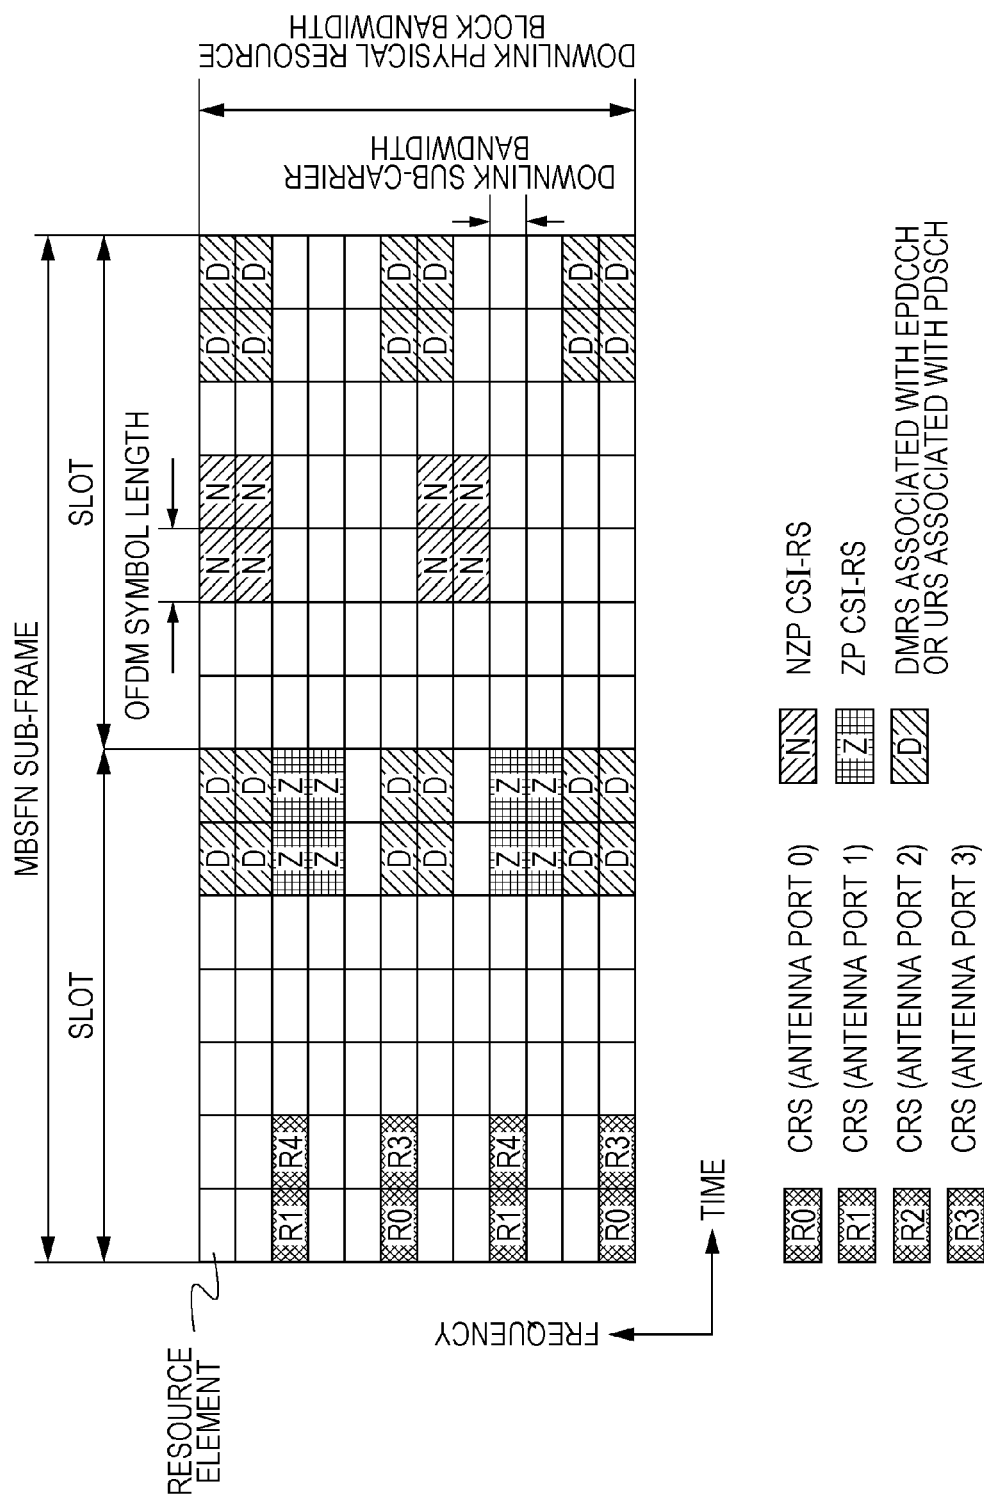 MBSFN SUB-FRAME
SLOT
SLOT
OFDM SYMBOL LENGTH
RESOURCE
ELEMENT
D D N N D D
D D N N D D
R1 R4 Z Z
Z Z
R0 R3 D D D D
D D N N D D
N N
R1 R4 Z Z
Z Z
D D D D
R0 R3 D D D D
DOWNLINK SUB-CARRIER
BANDWIDTH
DOWNLINK PHYSICAL RESOURCE
BLOCK BANDWIDTH
FREQUENCY
TIME
R0 CRS (ANTENNA PORT 0)
R1 CRS (ANTENNA PORT 1)
R2 CRS (ANTENNA PORT 2)
R3 CRS (ANTENNA PORT 3)
N NZP CSI-RS
Z ZP CSI-RS
D DMRS ASSOCIATED WITH EPDCCH
OR URS ASSOCIATED WITH PDSCH